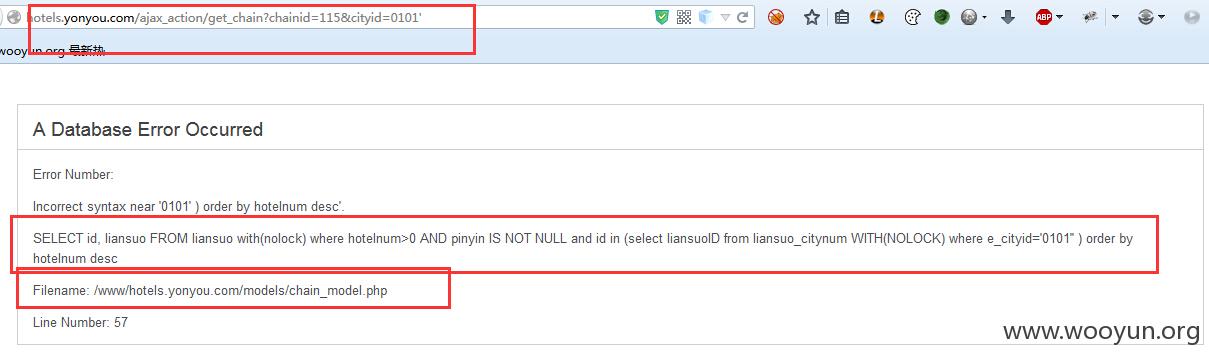 hotels.yonyou.com/ajax_action/get_chain?chainid=115&cityid=0101'
ABP
wooyun.org 最新热
A Database Error Occurred
Error Number:
Incorrect syntax near '0101' ) order by hotelnum desc'.
SELECT id, liansuo FROM liansuo with(nolock) where hotelnum>0 AND pinyin IS NOT NULL and id in (select liansuoID from liansuo_citynum WITH(NOLOCK) where e_cityid='0101'' ) order by
hotelnum desc
Filename: /www/hotels.yonyou.com/models/chain_model.php
Line Number: 57
www.wooyun.org